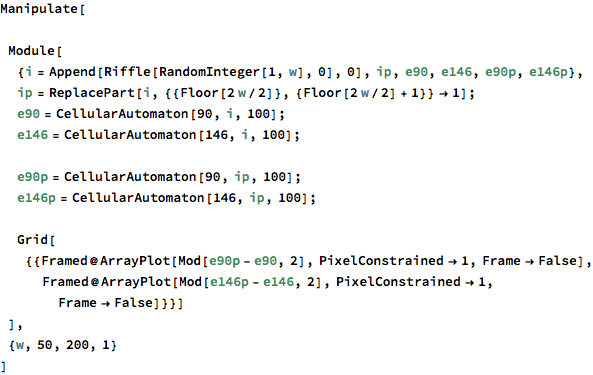 Manipulate[
Module[
{i = Append[Riffle[RandomInteger[1, w], 0], 0], ip, e90, e146, e90p, e146p},
ip = ReplacePart[i, {{Floor[2 w / 2]}, {Floor[2 w / 2] + 1}} → 1];
e90 = CellularAutomaton[90, i, 100];
e146 = CellularAutomaton[146, i, 100];
e90p = CellularAutomaton[90, ip, 100];
e146p = CellularAutomaton[146, ip, 100];
Grid[
{{Framed@ArrayPlot[Mod[e90p - e90, 2], PixelConstrained → 1, Frame → False],
Framed@ArrayPlot[Mod[e146p - e146, 2], PixelConstrained → 1,
Frame → False]}}]
],
{w, 50, 200, 1}
]